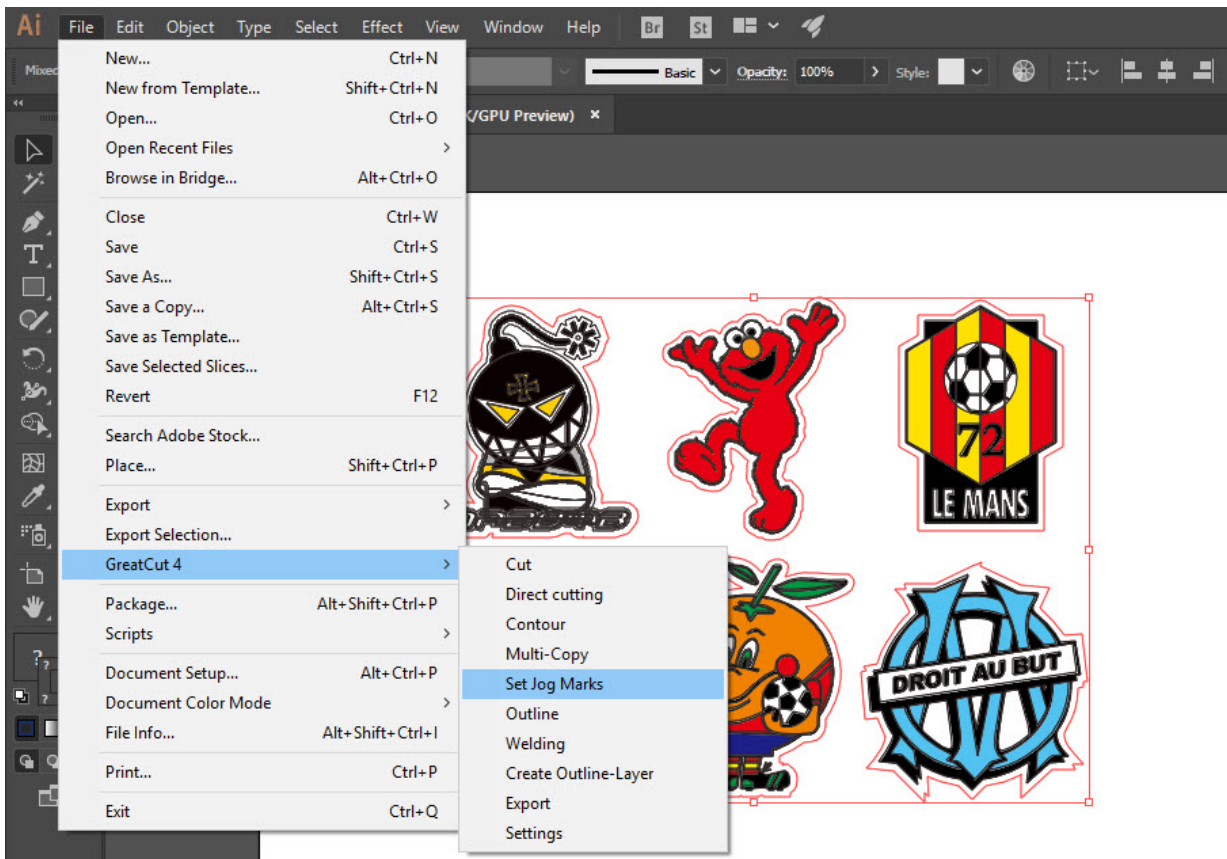 Ai File Edit Object Type Select Effect View Window Help Br St
Mixed Basic Opacity: 100% Style:
/GPU Preview) ×
New... Ctrl+N
New from Template... Shift+Ctrl+N
Open... Ctrl+O
Open Recent Files
Browse in Bridge... Alt+Ctrl+O
Close Ctrl+W
Save Ctrl+S
Save As... Shift+Ctrl+S
Save a Copy... Alt+Ctrl+S
Save as Template...
Save Selected Slices...
Revert F12
Search Adobe Stock...
Place... Shift+Ctrl+P
Export
Export Selection...
GreatCut 4
Package... Alt+Shift+Ctrl+P
Scripts
Document Setup... Alt+Ctrl+P
Document Color Mode
File Info... Alt+Shift+Ctrl+I
Print... Ctrl+P
Exit Ctrl+Q
Cut
Direct cutting
Contour
Multi-Copy
Set Jog Marks
Outline
Welding
Create Outline-Layer
Export
Settings
72
LE MANS
DROIT AU BUT